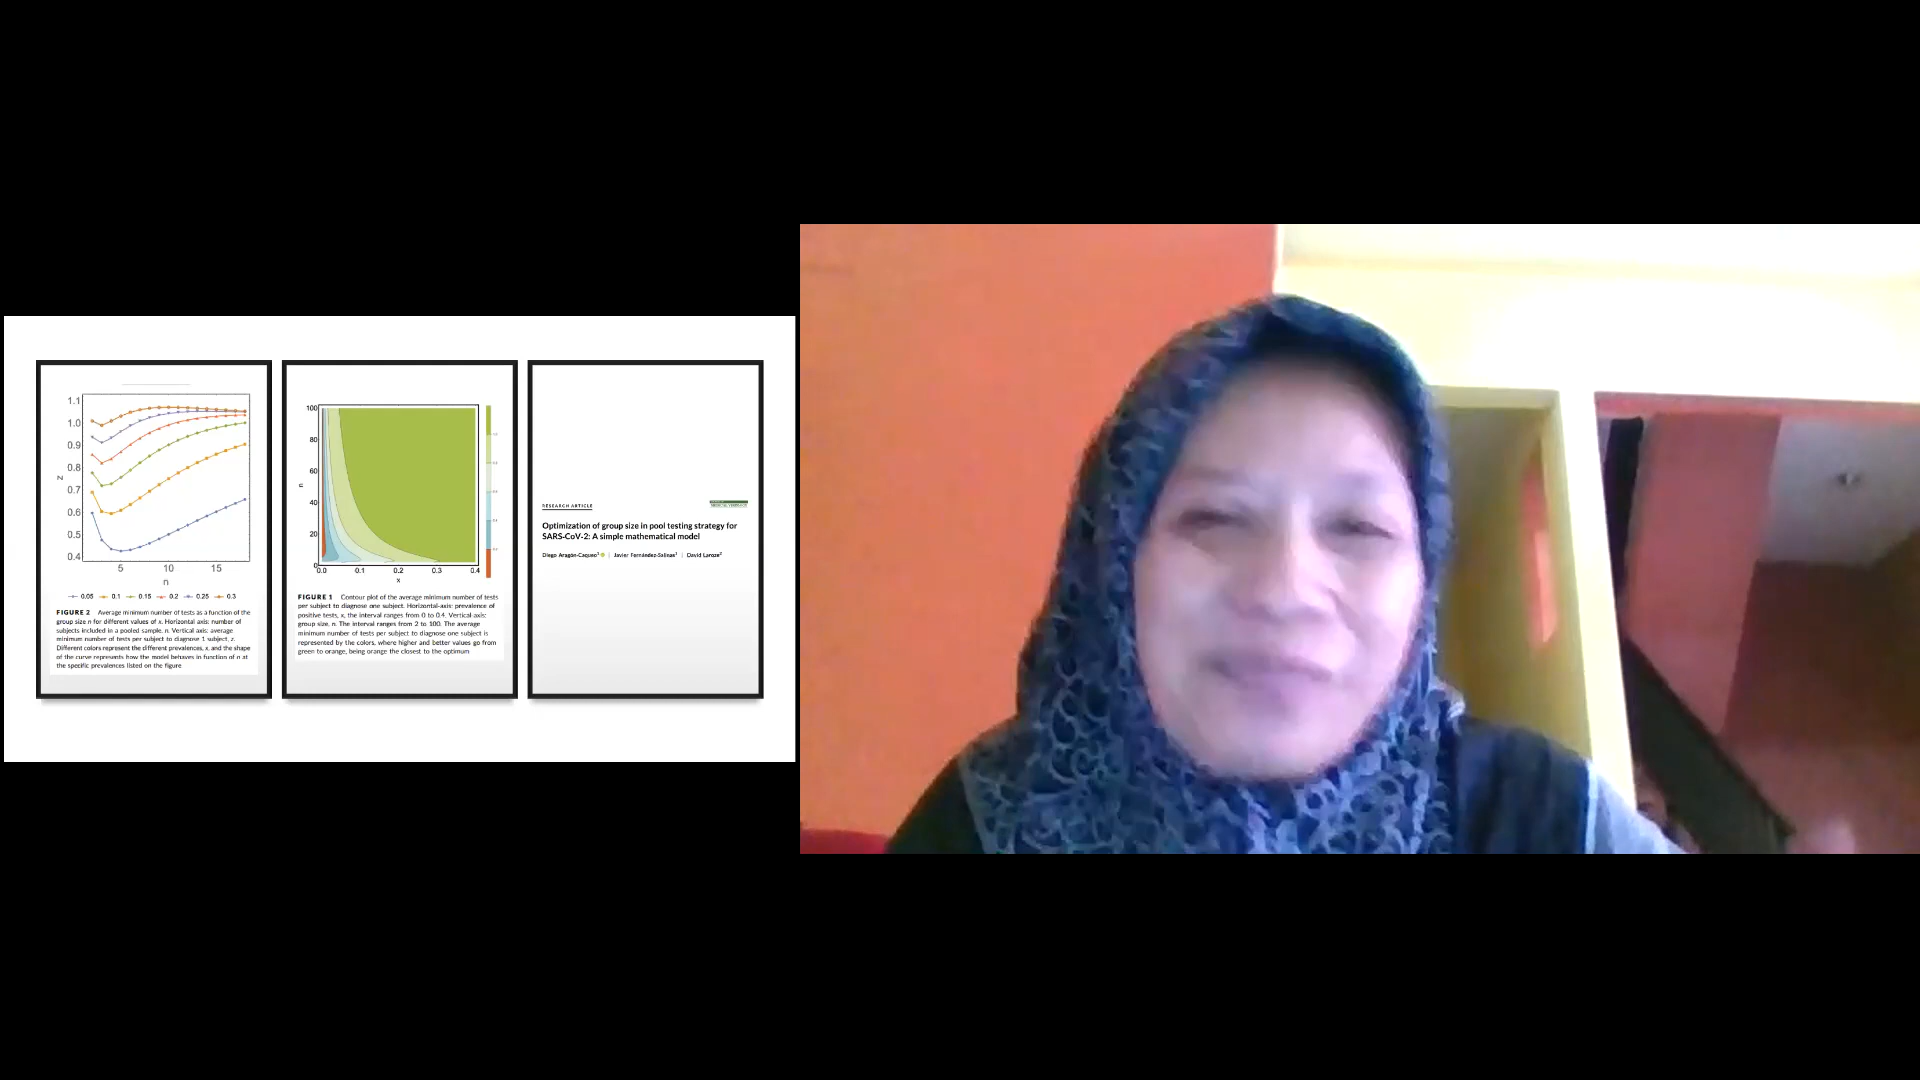 1.1
1.0
0.9
0.8
0.7
0.6
0.5
0.4
z
5 10 15
n
0.05 0.1 0.15 0.2 0.25 0.3
FIGURE 2 Average minimum number of tests as a function of the
group size n for different values of x. Horizontal axis: number of
subjects included in a pooled sample, n. Vertical axis: average
minimum number of tests per subject to diagnose 1 subject, z.
Different colors represent the different prevalences, x, and the shape
of the curve represents how the model behaves in function of n at
the specific prevalences listed on the figure
100
80
60
40
20
0
n
0.0 0.1 0.2 0.3 0.4
x
FIGURE 1 Contour plot of the average minimum number of tests
per subject to diagnose one subject. Horizontal-axis: prevalence of
positive tests, x, the interval ranges from 0 to 0.4. Vertical-axis:
group size, n. The interval ranges from 2 to 100. The average
minimum number of tests per subject to diagnose one subject is
represented by the colors, where higher and better values go from
green to orange, being orange the closest to the optimum
RESEARCH ARTICLE
Optimization of group size in pool testing strategy for
SARS-CoV-2: A simple mathematical model
Diego Aragón-Caqueo¹ | Javier Fernández-Salinas¹ | David Laroze²